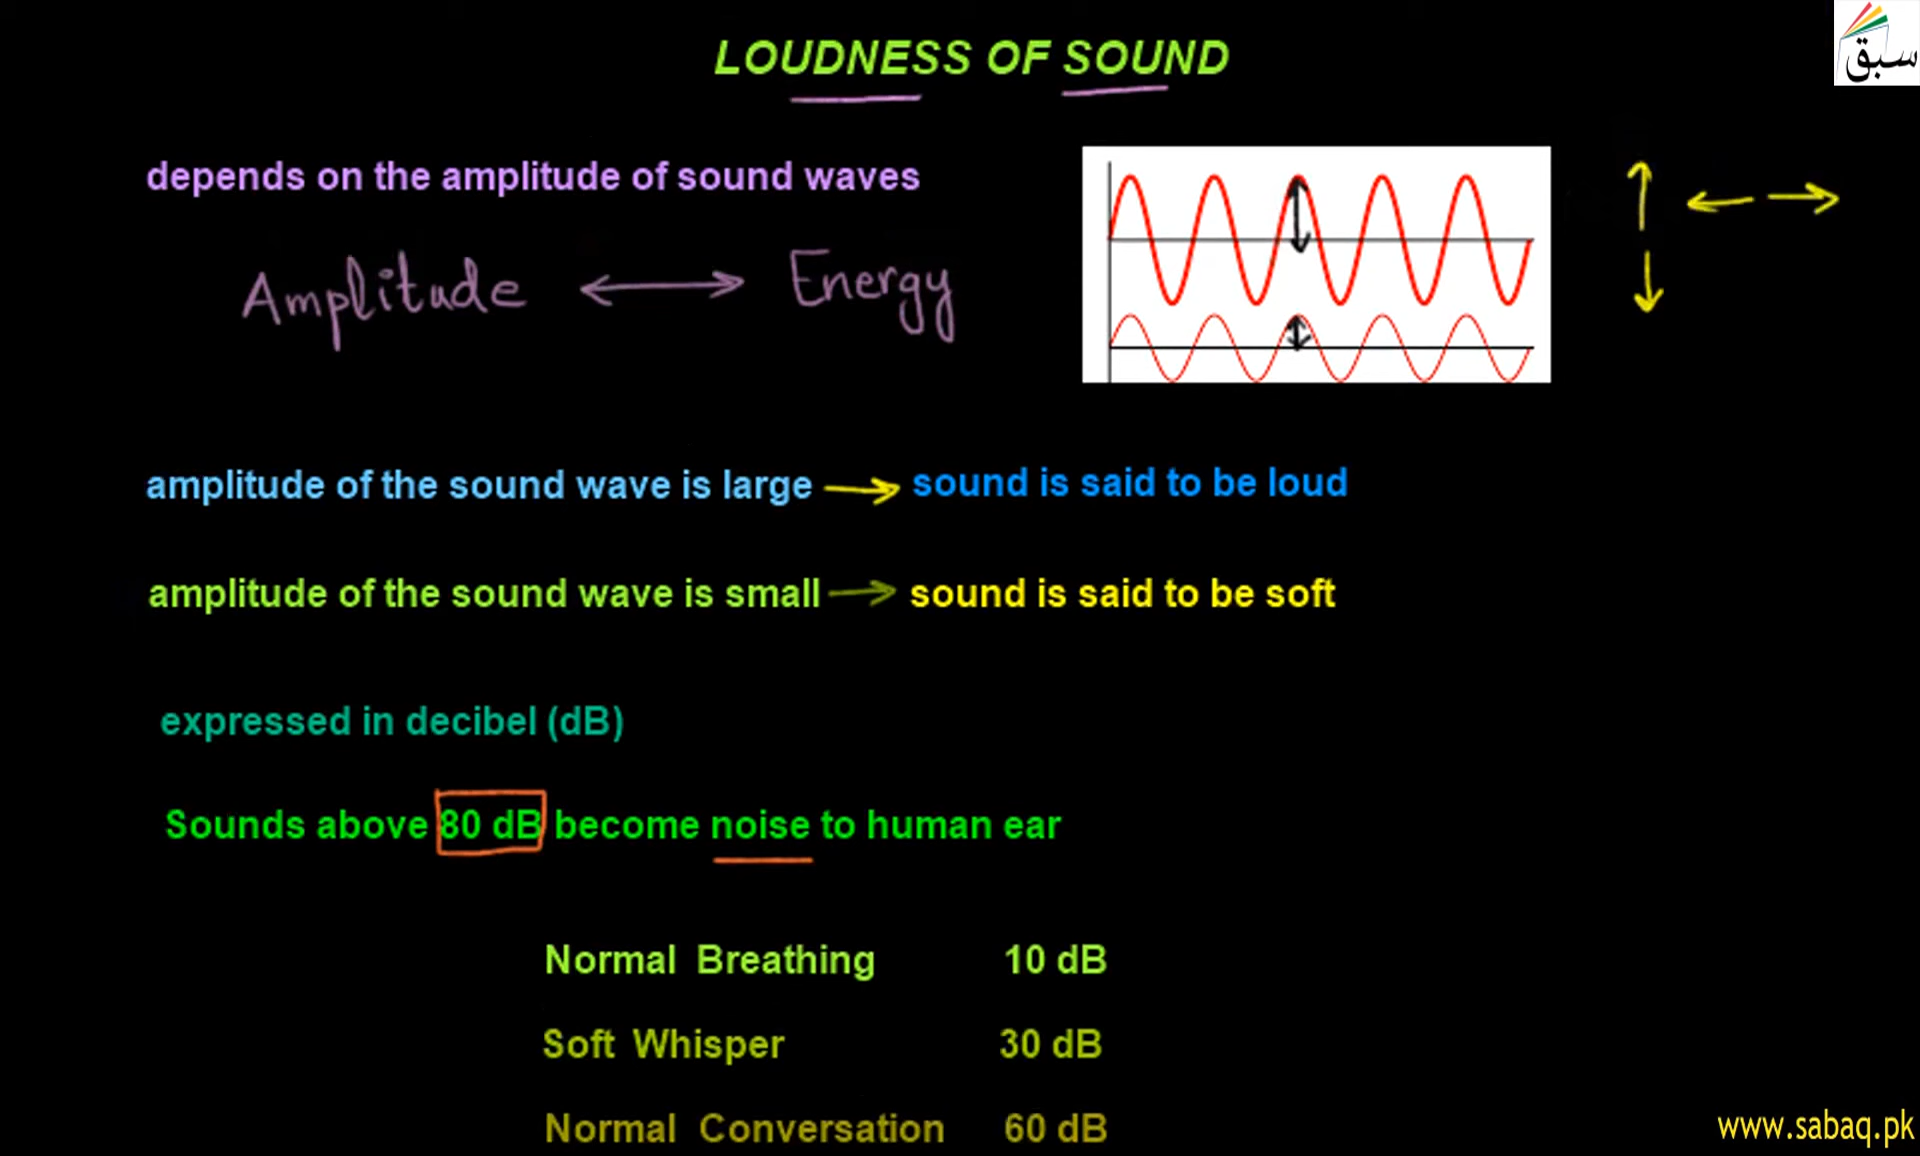 LOUDNESS OF SOUND
سبق
depends on the amplitude of sound waves
Amplitude ←→ Energy
amplitude of the sound wave is large → sound is said to be loud
amplitude of the sound wave is small → sound is said to be soft
expressed in decibel (dB)
Sounds above 80 dB become noise to human ear
Normal Breathing 10 dB
Soft Whisper 30 dB
Normal Conversation 60 dB
www.sabaq.pk